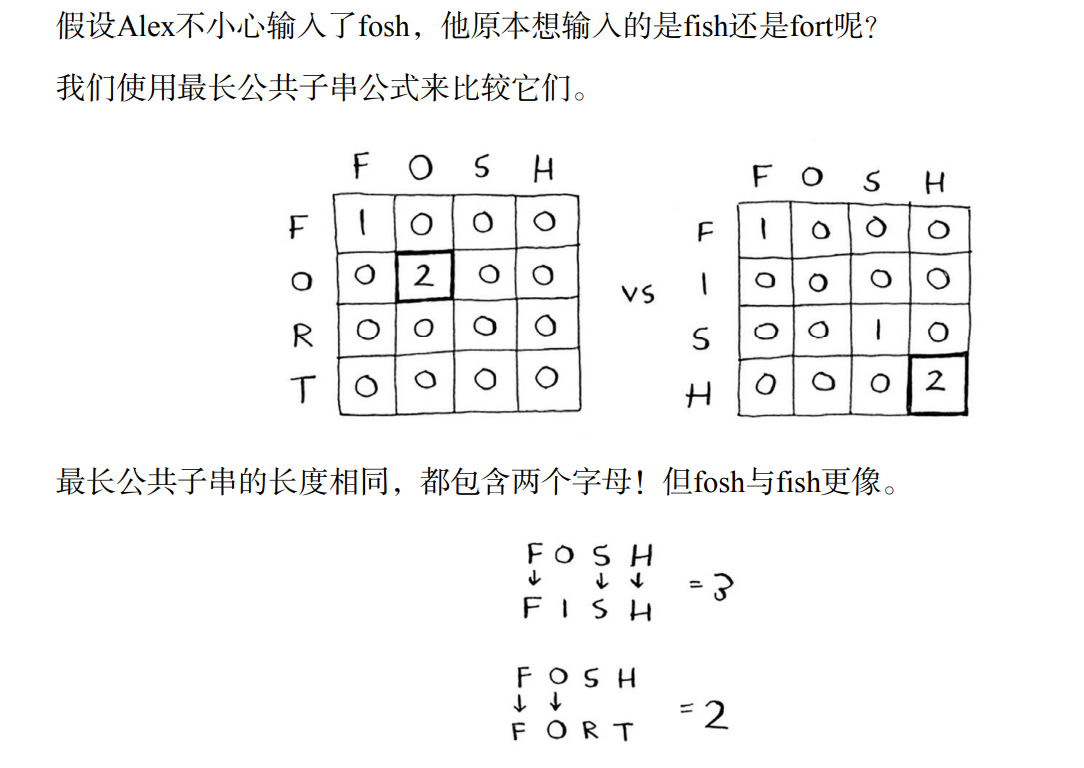 假设Alex不小心输入了fosh，他原本想输入的是fish还是fort呢？
我们使用最长公共子串公式来比较它们。
F O S H
F 1 0 0 0
O 0 2 0 0
R 0 0 0 0
T 0 0 0 0
vs
F O S H
F 1 0 0 0
I 0 0 0 0
S 0 0 1 0
H 0 0 0 2
最长公共子串的长度相同，都包含两个字母！但fosh与fish更像。
F O S H
↓ ↓ ↓ = 3
F I S H
F O S H
↓ ↓ = 2
F O R T